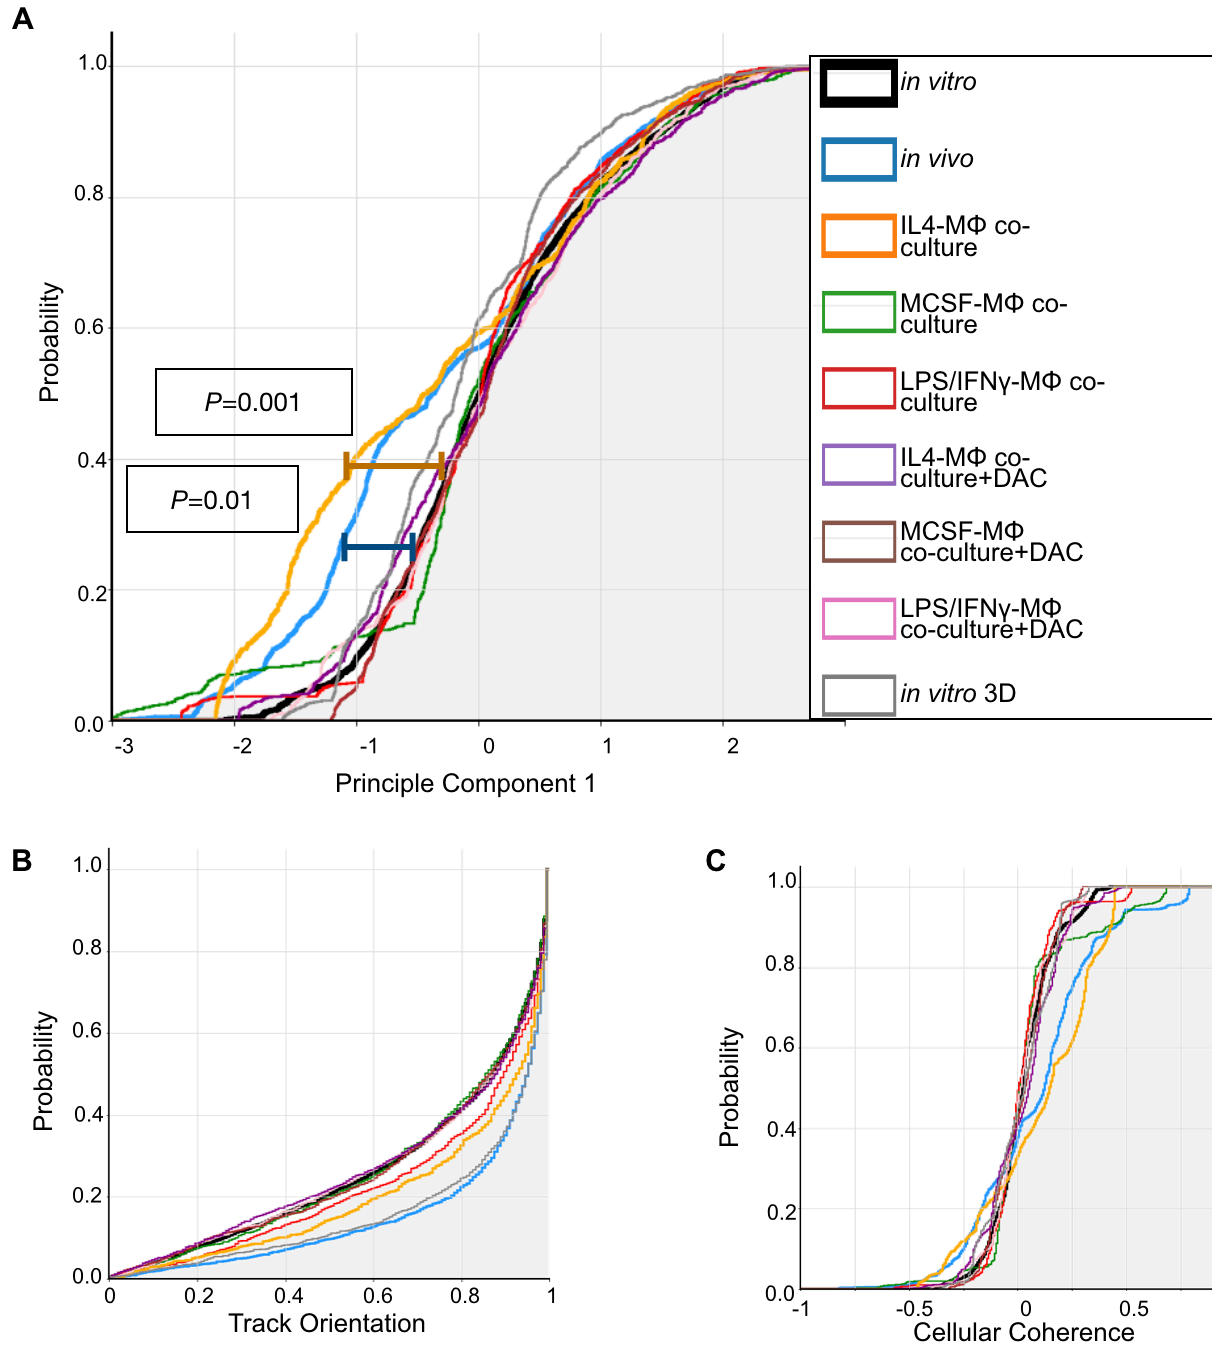 A
1.0
0.8
0.6
0.4
0.2
0.0
Probability
P=0.001
P=0.01
-3
-2
-1
0
1
2
Principle Component 1
in vitro
in vivo
IL4-MΦ co-
culture
MCSF-MΦ co-
culture
LPS/IFNγ-MΦ co-
culture
IL4-MΦ co-
culture+DAC
MCSF-MΦ
co-culture+DAC
LPS/IFNγ-MΦ
co-culture+DAC
in vitro 3D
B
1.0
0.8
0.6
0.4
0.2
0.0
Probability
0
0.2
0.4
0.6
0.8
1
Track Orientation
C
1.0
0.8
0.6
0.4
0.2
0.0
Probability
-1
-0.5
0
0.5
Cellular Coherence